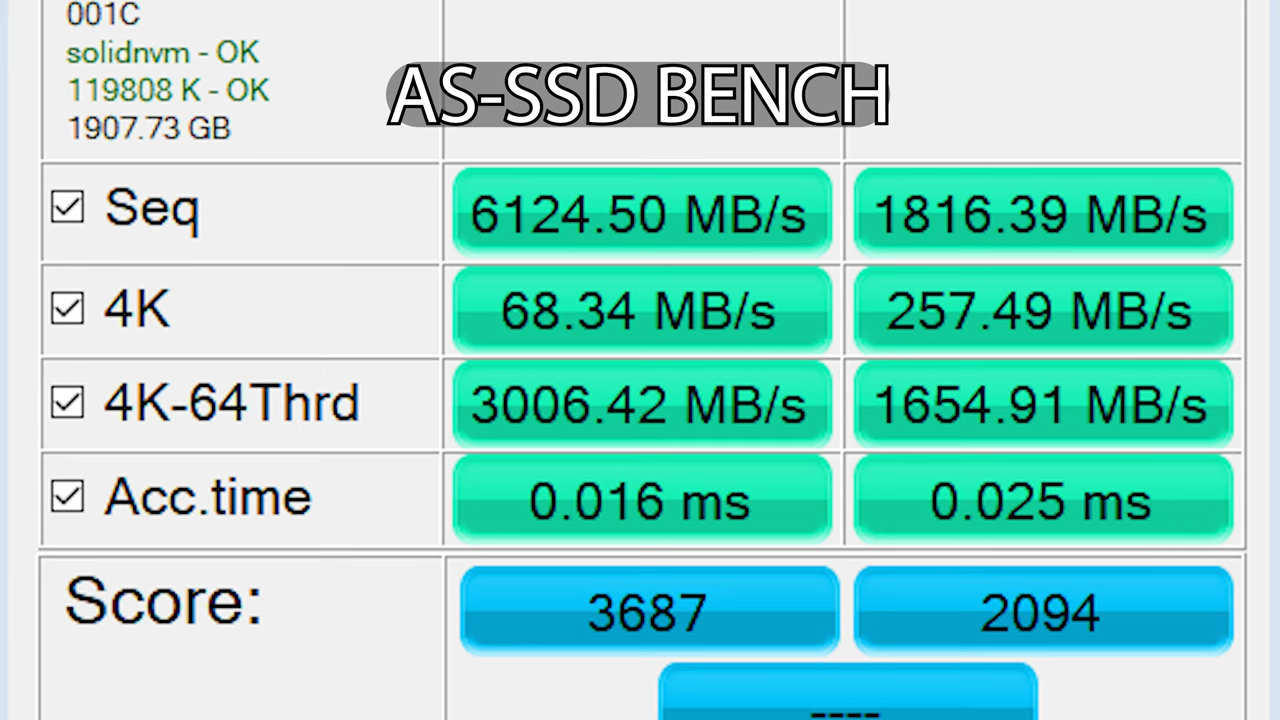 001C
solidnvm - OK
119808 K - OK
1907.73 GB
AS-SSD BENCH
Seq 6124.50 MB/s 1816.39 MB/s
4K 68.34 MB/s 257.49 MB/s
4K-64Thrd 3006.42 MB/s 1654.91 MB/s
Acc.time 0.016 ms 0.025 ms
Score: 3687 2094
----